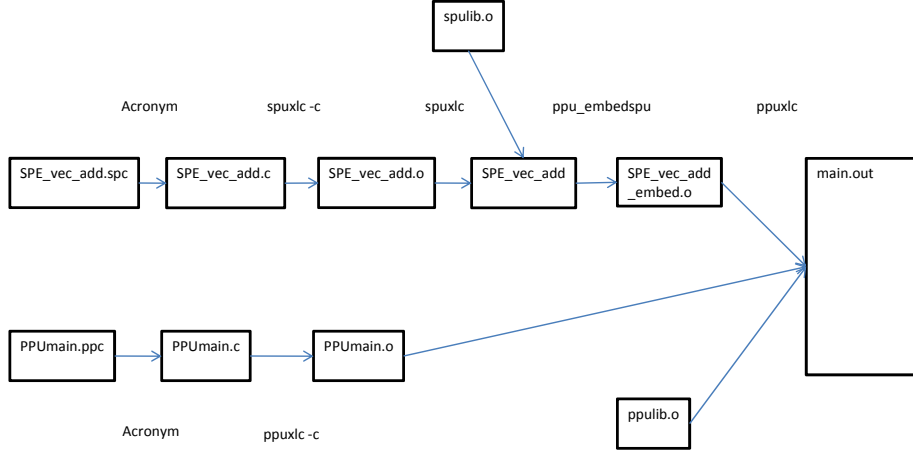 spulib.o
Acronym
spuxlc -c
spuxlc
ppu_embedspu
ppuxlc
SPE_vec_add.spc
SPE_vec_add.c
SPE_vec_add.o
SPE_vec_add
SPE_vec_add
_embed.o
main.out
PPUmain.ppc
PPUmain.c
PPUmain.o
ppulib.o
Acronym
ppuxlc -c